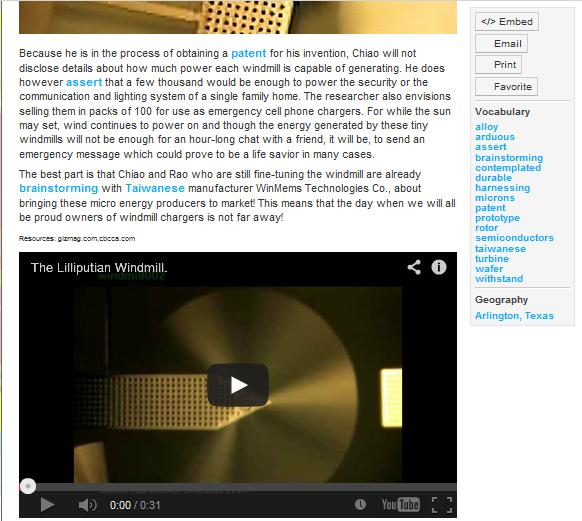 Because he is in the process of obtaining a patent for his invention, Chiao will not
disclose details about how much power each windmill is capable of generating. He does
however assert that a few thousand would be enough to power the security or the
communication and lighting system of a single family home. The researcher also envisions
selling them in packs of 100 for use as emergency cell phone chargers. For while the sun
may set, wind continues to power on and though the energy generated by these tiny
windmills will not be enough for an hour-long chat with a friend, it will be, to send an
emergency message which could prove to be a life savior in many cases.
The best part is that Chiao and Rao who are still fine-tuning the windmill are already
brainstorming with Taiwanese manufacturer WinMems Technologies Co., about
bringing these micro energy producers to market! This means that the day when we will all
be proud owners of windmill chargers is not far away!
Resources: gizmag.com,cbcca.com
The Lilliputian Windmill.
windmill002
0:00 / 0:31
YouTube
</> Embed
Email
Print
Favorite
Vocabulary
alloy
arduous
assert
brainstorming
contemplated
durable
harnessing
microns
patent
prototype
rotor
semiconductors
taiwanese
turbine
wafer
withstand
Geography
Arlington, Texas